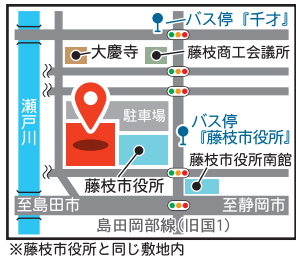 バス停『千才』
大慶寺
藤枝商工会議所
瀬戸川
駐車場
バス停
『藤枝市役所』
藤枝市役所南館
藤枝市役所
至島田市
至静岡市
島田岡部線(旧国1)
※藤枝市役所と同じ敷地内